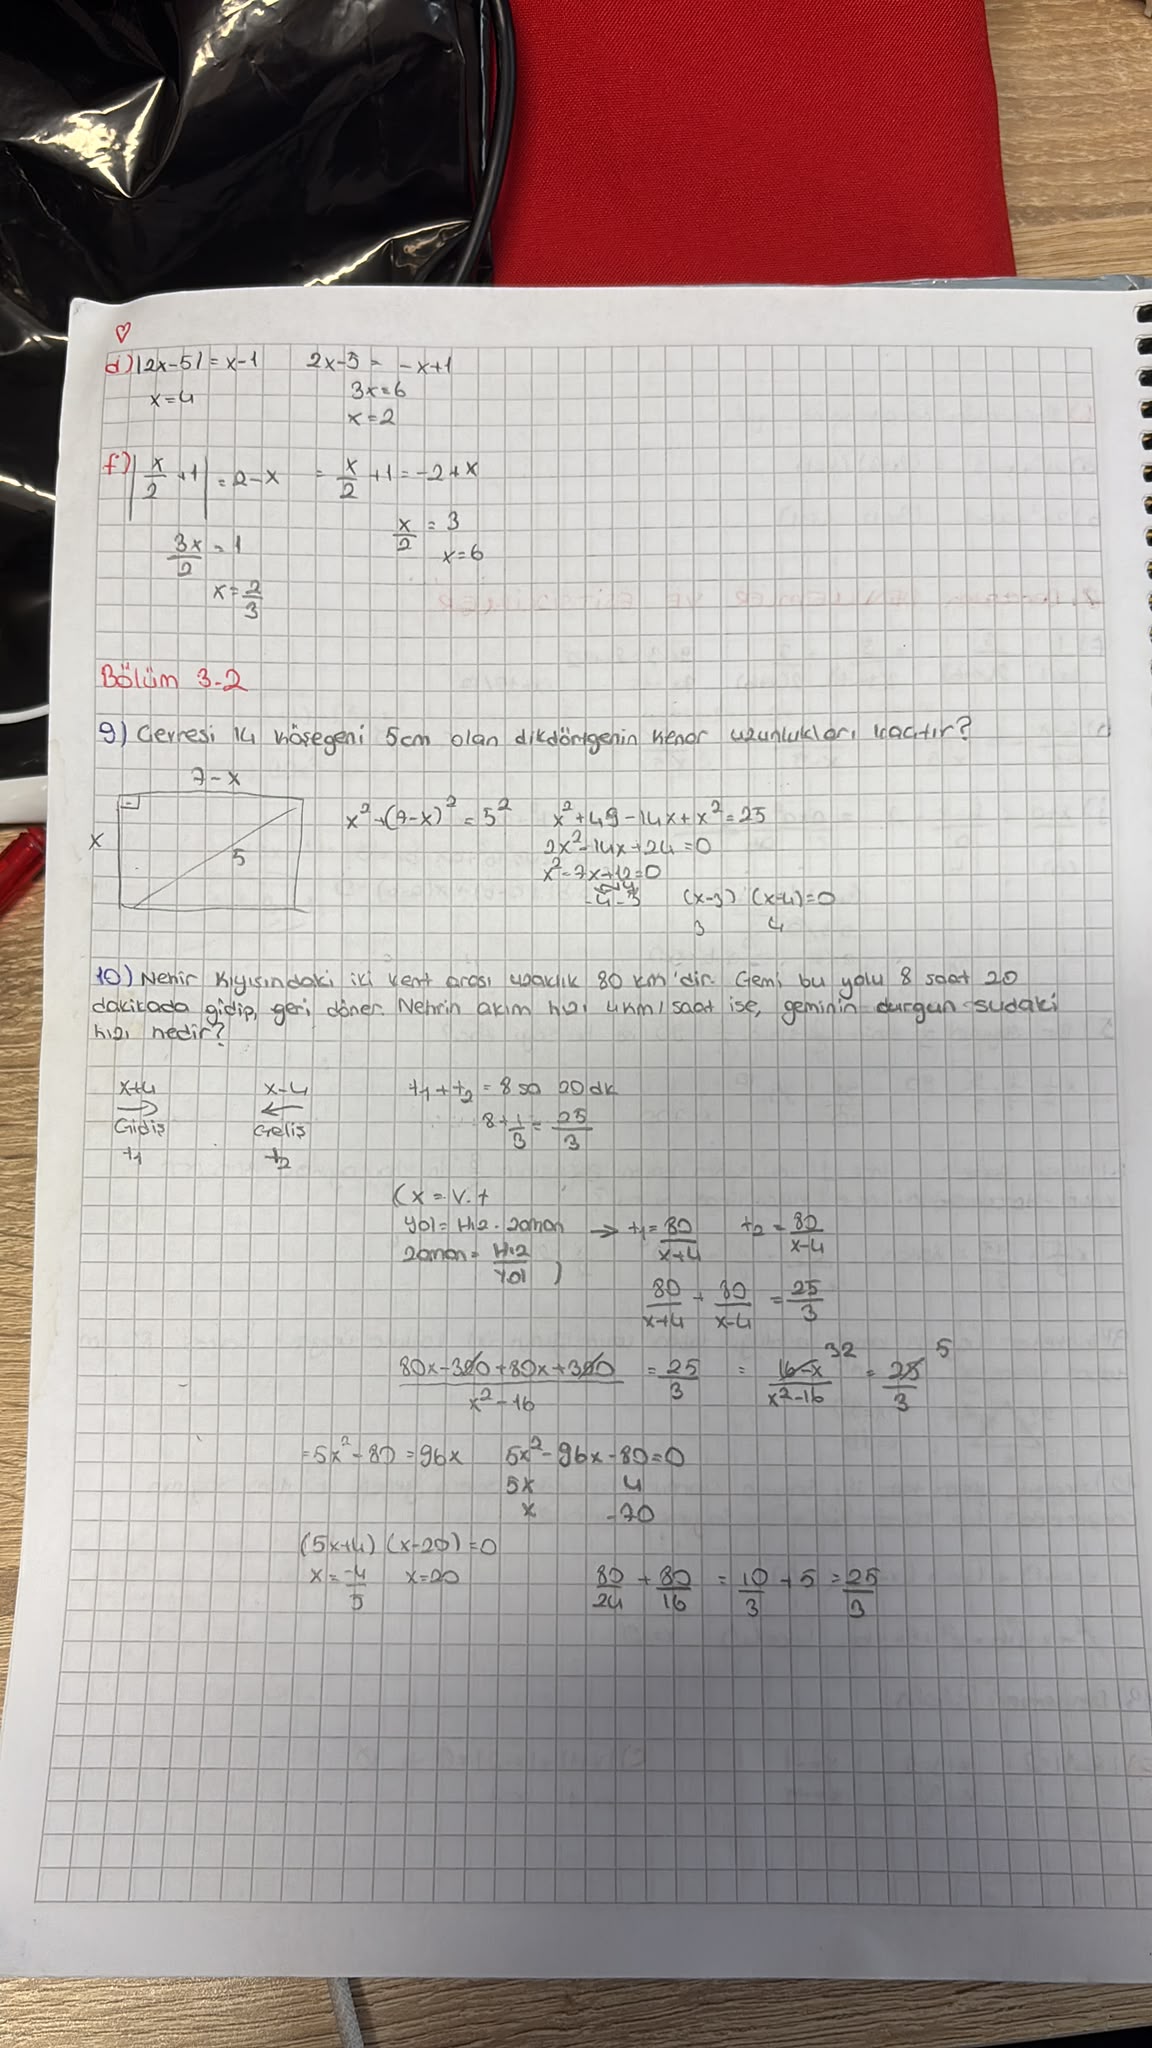 d) |2x-5| = x-1    2x-5 = -x+1
x=4    3x=6
x=2
f) |x/2 +1| = 2-x    = x/2 +1 = -2+x
3x/2 = 1    x/2 = 3
x = 2/3    x=6
Bölüm 3-2
9) Çevresi 14 köşegeni 5cm olan dikdörtgenin kenar uzunlukları kaçtır?
7-x
x    5
x²+(7-x)² = 5²    x²+49-14x+x²=25
2x²-14x+24=0
x²-7x+12=0
-4 -3    (x-3) (x-4)=0
3    4
10) Nehir kıyısındaki iki kent arası uzaklık 80 km'dir. Gemi bu yolu 8 saat 20
dakikada gidip, geri döner. Nehrin akım hızı 4km/saat ise, geminin durgun sudaki
hızı nedir?
x+4    x-4    t1+t2 = 8 sa 20 dk
Gidiş    Geliş    8+1/3 = 25/3
t1    t2
(x = v.t
yol = Hız . zaman    → t1 = 80/x+4    t2 = 80/x-4
zaman = Hız/Yol )
80/x+4 + 80/x-4 = 25/3
80x-320+80x+320/x²-16 = 25/3    = 16-x 32/x²-16 = 25 5/3
= 5x²-80 = 96x    5x²-96x-80=0
5x    4
x    -20
(5x+4) (x-20)=0
x = -4/5    x=20    80/24 + 80/16 = 10/3 + 5 = 25/3